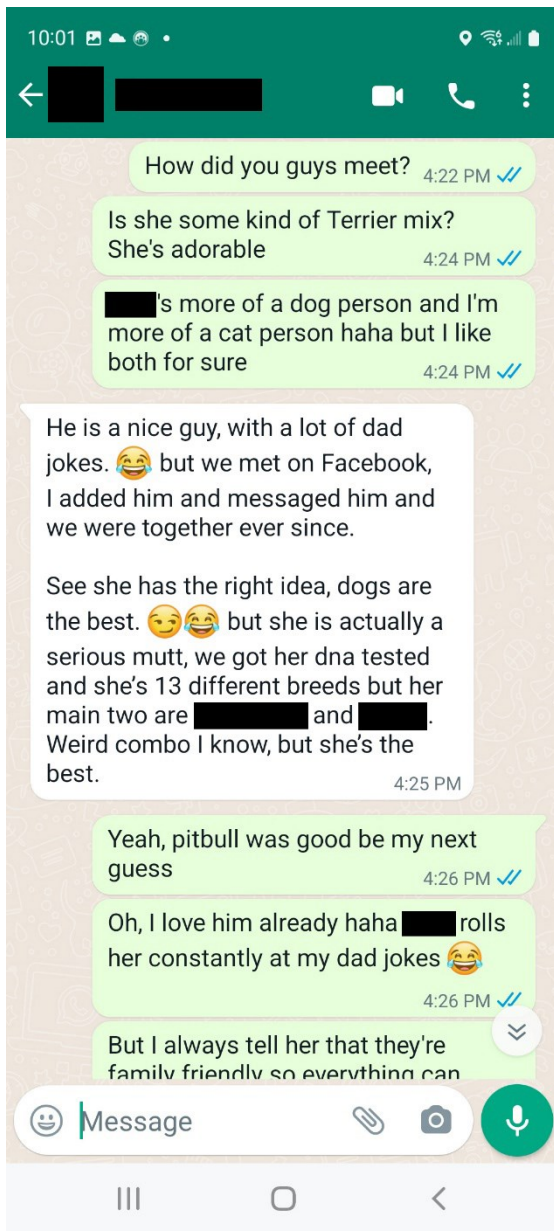 10:01
How did you guys meet? 4:22 PM
Is she some kind of Terrier mix?
She's adorable 4:24 PM
's more of a dog person and I'm
more of a cat person haha but I like
both for sure 4:24 PM
He is a nice guy, with a lot of dad
jokes. 😂 but we met on Facebook,
I added him and messaged him and
we were together ever since.
See she has the right idea, dogs are
the best. 😏😂 but she is actually a
serious mutt, we got her dna tested
and she's 13 different breeds but her
main two are and .
Weird combo I know, but she's the
best. 4:25 PM
Yeah, pitbull was good be my next
guess 4:26 PM
Oh, I love him already haha rolls
her constantly at my dad jokes 😂
4:26 PM
But I always tell her that they're
family friendly so everything can
Message